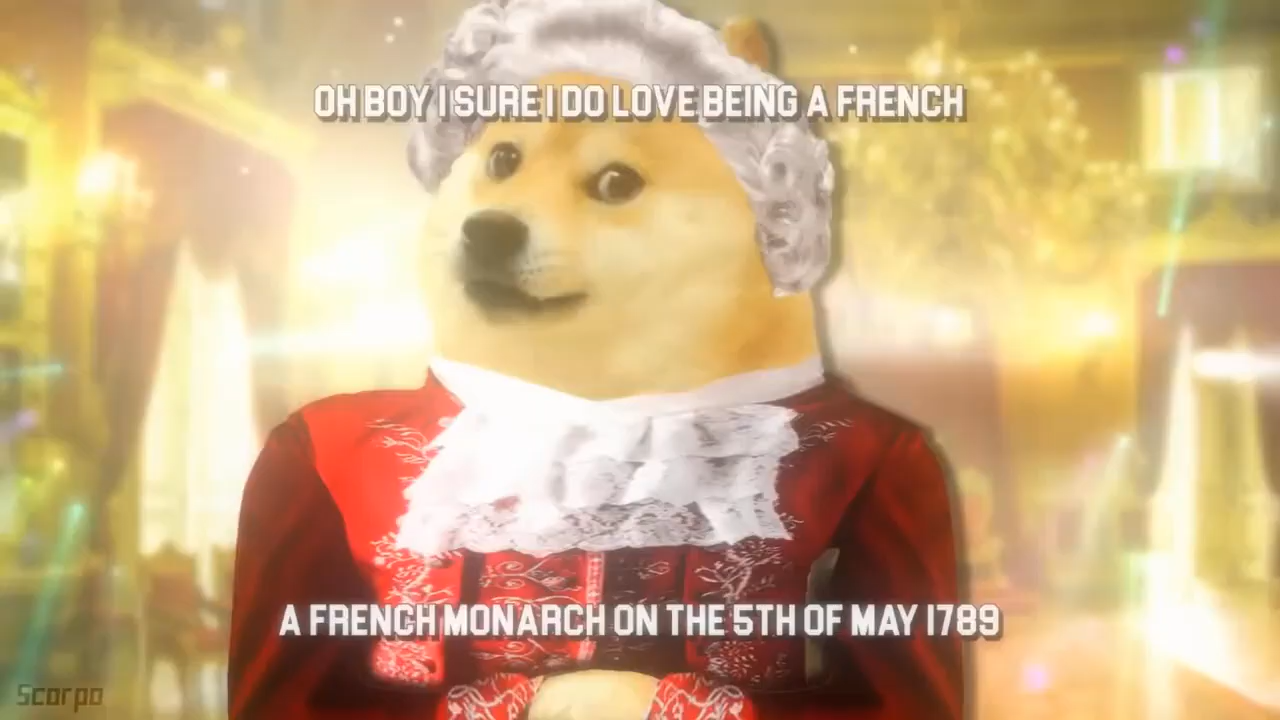 OH BOY I SURE I DO LOVE BEING A FRENCH
A FRENCH MONARCH ON THE 5TH OF MAY 1789
Scorpo